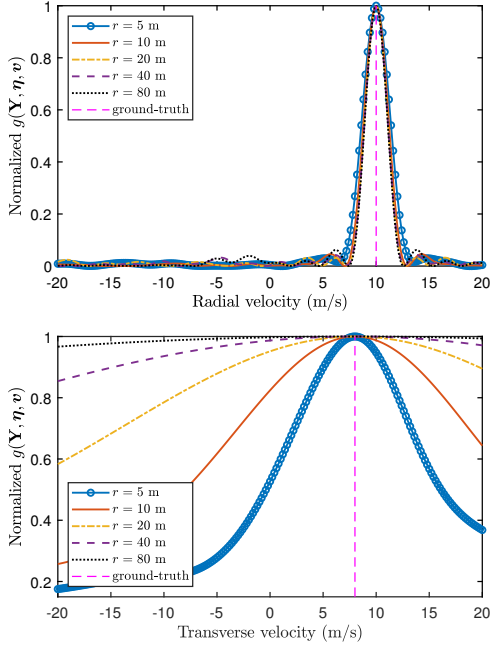 Normalized g(Y, η, v)
1
0.8
0.6
0.4
0.2
0
r = 5 m
r = 10 m
r = 20 m
r = 40 m
r = 80 m
ground-truth
-20 -15 -10 -5 0 5 10 15 20
Radial velocity (m/s)
Normalized g(Y, η, v)
1
0.8
0.6
0.4
0.2
r = 5 m
r = 10 m
r = 20 m
r = 40 m
r = 80 m
ground-truth
-20 -15 -10 -5 0 5 10 15 20
Transverse velocity (m/s)